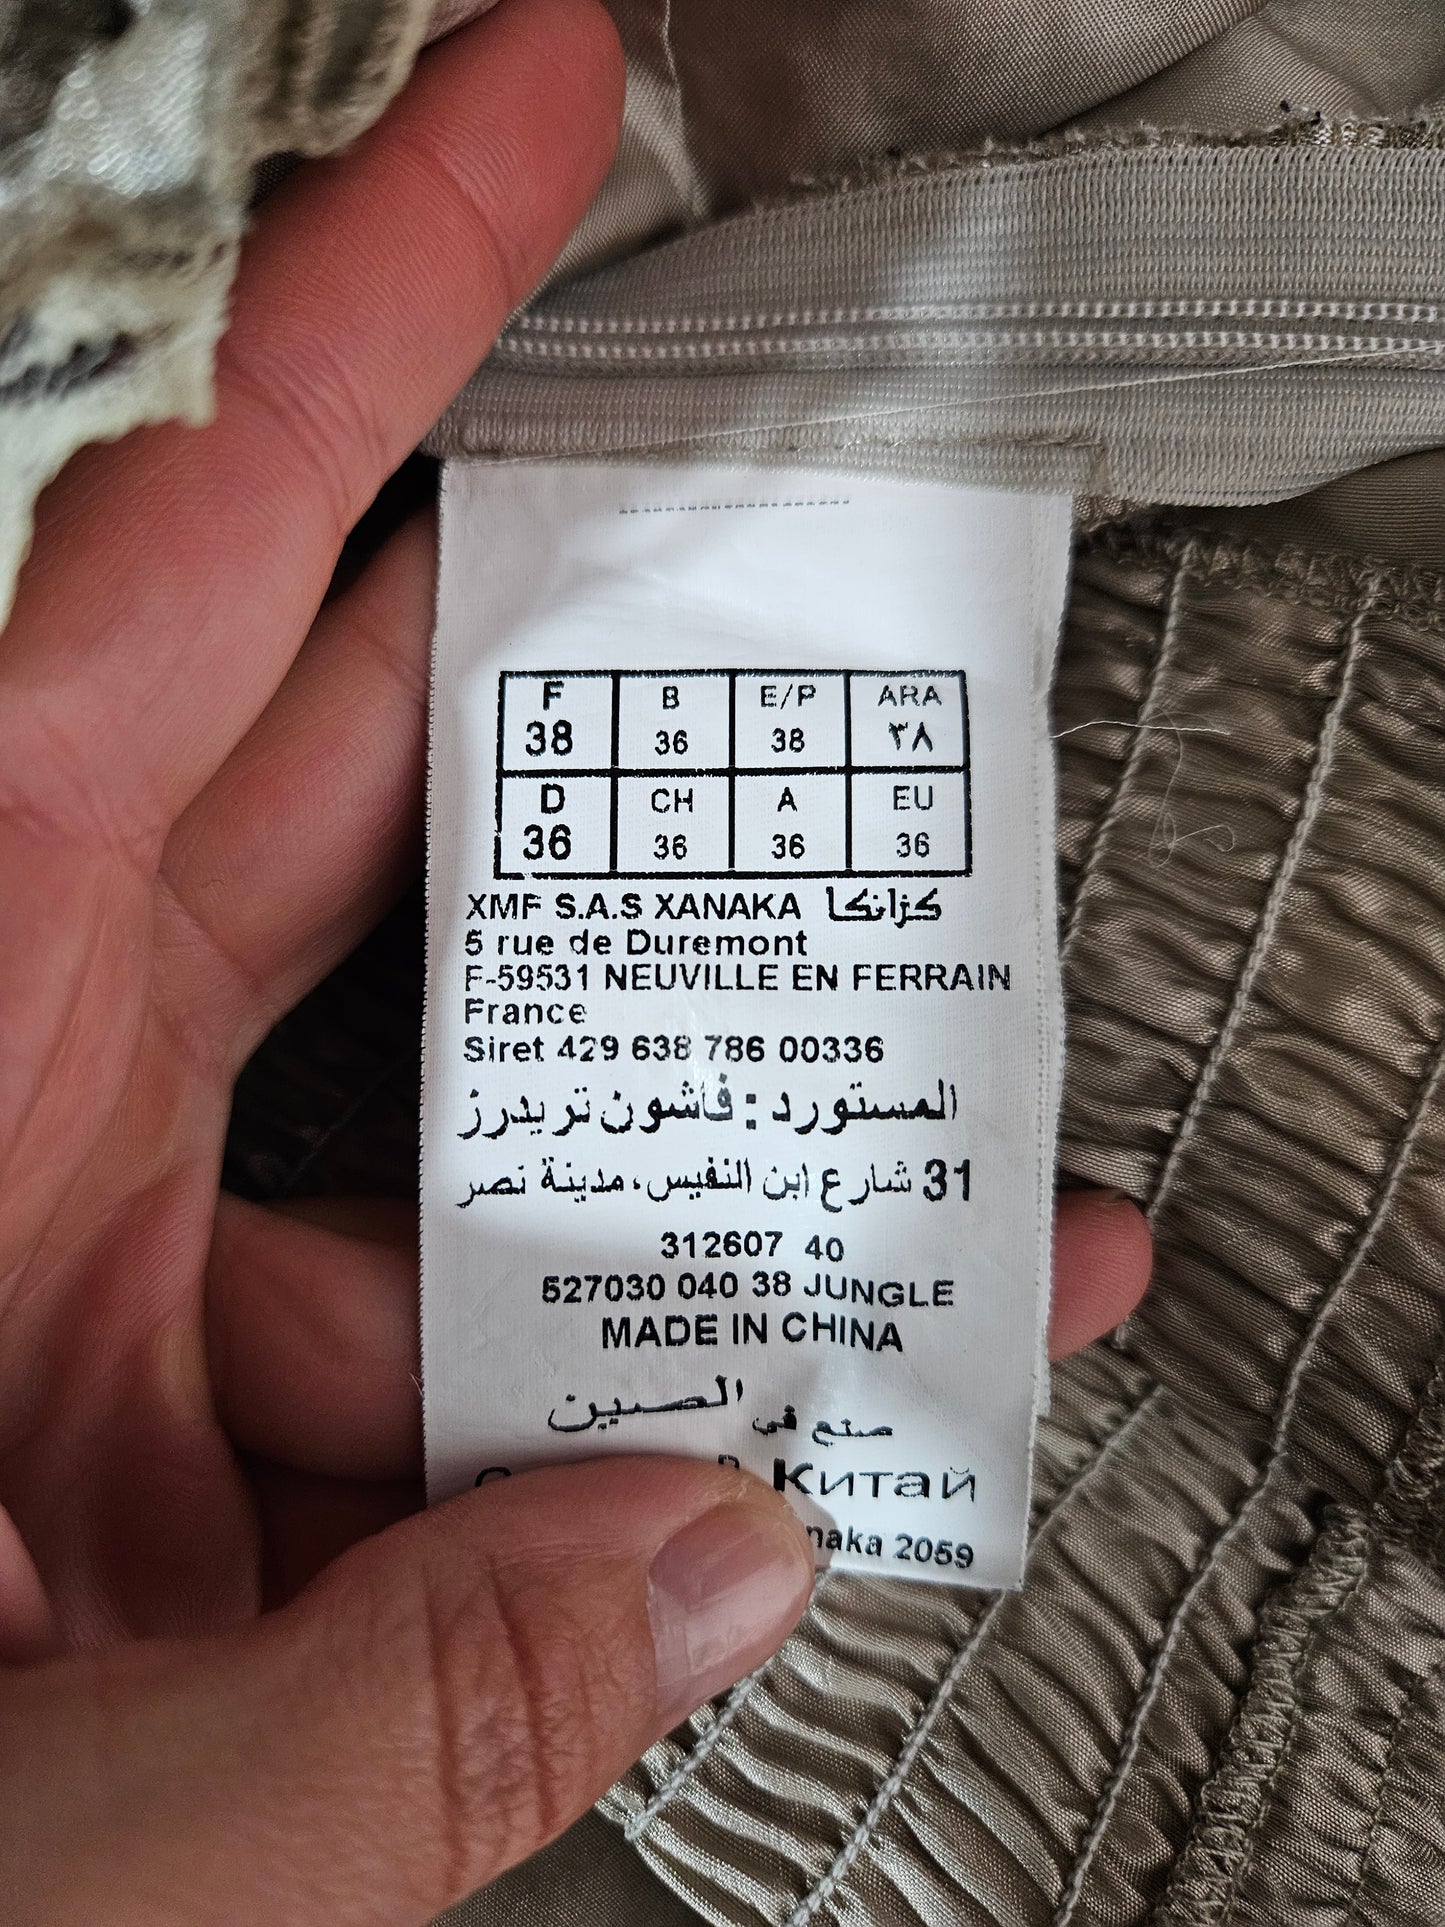 F B E/P ARA
38 36 38 ٣٨
D CH A EU
36 36 36 36
XMF S.A.S XANAKA كزانكا
5 rue de Duremont
F-59531 NEUVILLE EN FERRAIN
France
Siret 429 638 786 00336
المستورد : فاشون تريدرز
31 شارع ابن النفيس، مدينة نصر
312607 40
527030 040 38 JUNGLE
MADE IN CHINA
صنع في الصين
Китай
naka 2059